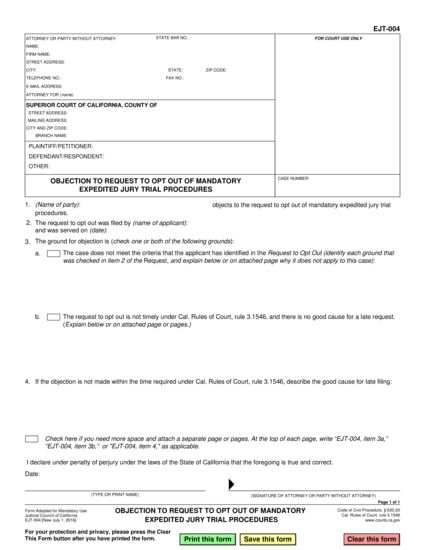 EJT-004
ATTORNEY OR PARTY WITHOUT ATTORNEY: STATE BAR NO.: FOR COURT USE ONLY
NAME:
FIRM NAME:
STREET ADDRESS:
CITY: STATE: ZIP CODE:
TELEPHONE NO.: FAX NO.:
E-MAIL ADDRESS:
ATTORNEY FOR (name):
SUPERIOR COURT OF CALIFORNIA, COUNTY OF
STREET ADDRESS:
MAILING ADDRESS:
CITY AND ZIP CODE:
BRANCH NAME:
PLAINTIFF/PETITIONER:
DEFENDANT/RESPONDENT:
OTHER:
OBJECTION TO REQUEST TO OPT OUT OF MANDATORY
EXPEDITED JURY TRIAL PROCEDURES
CASE NUMBER:
1. (Name of party): objects to the request to opt out of mandatory expedited jury trial
procedures.
2. The request to opt out was filed by (name of applicant):
and was served on (date):
3. The ground for objection is (check one or both of the following grounds):
a. The case does not meet the criteria that the applicant has identified in the Request to Opt Out (identify each ground that
was checked in item 2 of the Request, and explain below or on attached page why it does not apply to this case):
b. The request to opt out is not timely under Cal. Rules of Court, rule 3.1546, and there is no good cause for a late request.
(Explain below or on attached page or pages.)
4. If the objection is not made within the time required under Cal. Rules of Court, rule 3.1546, describe the good cause for late filing:
Check here if you need more space and attach a separate page or pages. At the top of each page, write "EJT-004, item 3a,"
"EJT-004, item 3b," or "EJT-004, item 4," as applicable.
I declare under penalty of perjury under the laws of the State of California that the foregoing is true and correct.
Date:
(TYPE OR PRINT NAME) (SIGNATURE OF ATTORNEY OR PARTY WITHOUT ATTORNEY)
Page 1 of 1
Form Adopted for Mandatory Use
Judicial Council of California
EJT-004 [New July 1, 2016]
OBJECTION TO REQUEST TO OPT OUT OF MANDATORY
EXPEDITED JURY TRIAL PROCEDURES
Code of Civil Procedure, § 630.20
Cal. Rules of Court, rule 3.1546
www.courts.ca.gov
For your protection and privacy, please press the Clear
This Form button after you have printed the form.
Print this form Save this form Clear this form